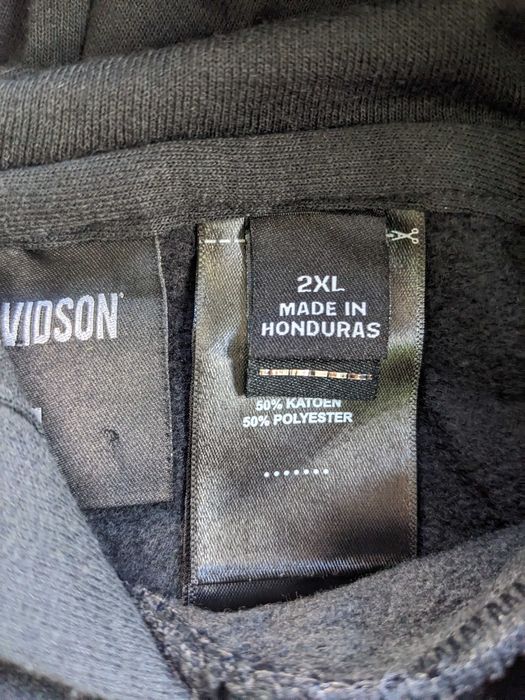 VIDSON
2XL
MADE IN
HONDURAS
50% KATOEN
50% POLYESTER